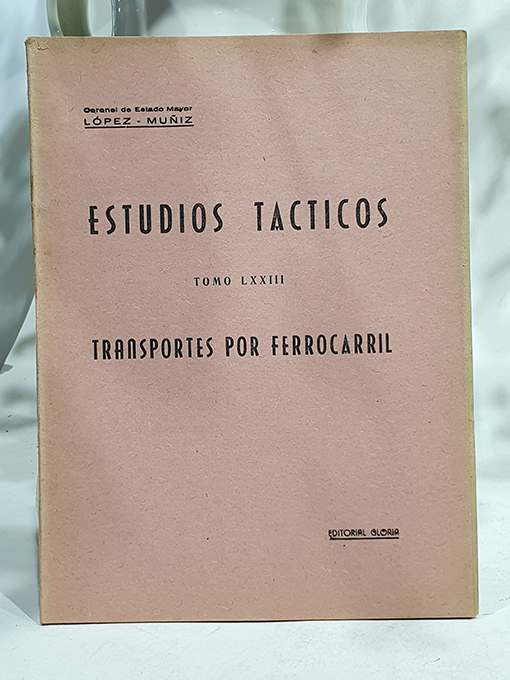 General de Estado Mayor
LÓPEZ - MUÑIZ
ESTUDIOS TACTICOS
TOMO LXXIII
TRANSPORTES POR FERROCARRIL
EDITORIAL GLORIA